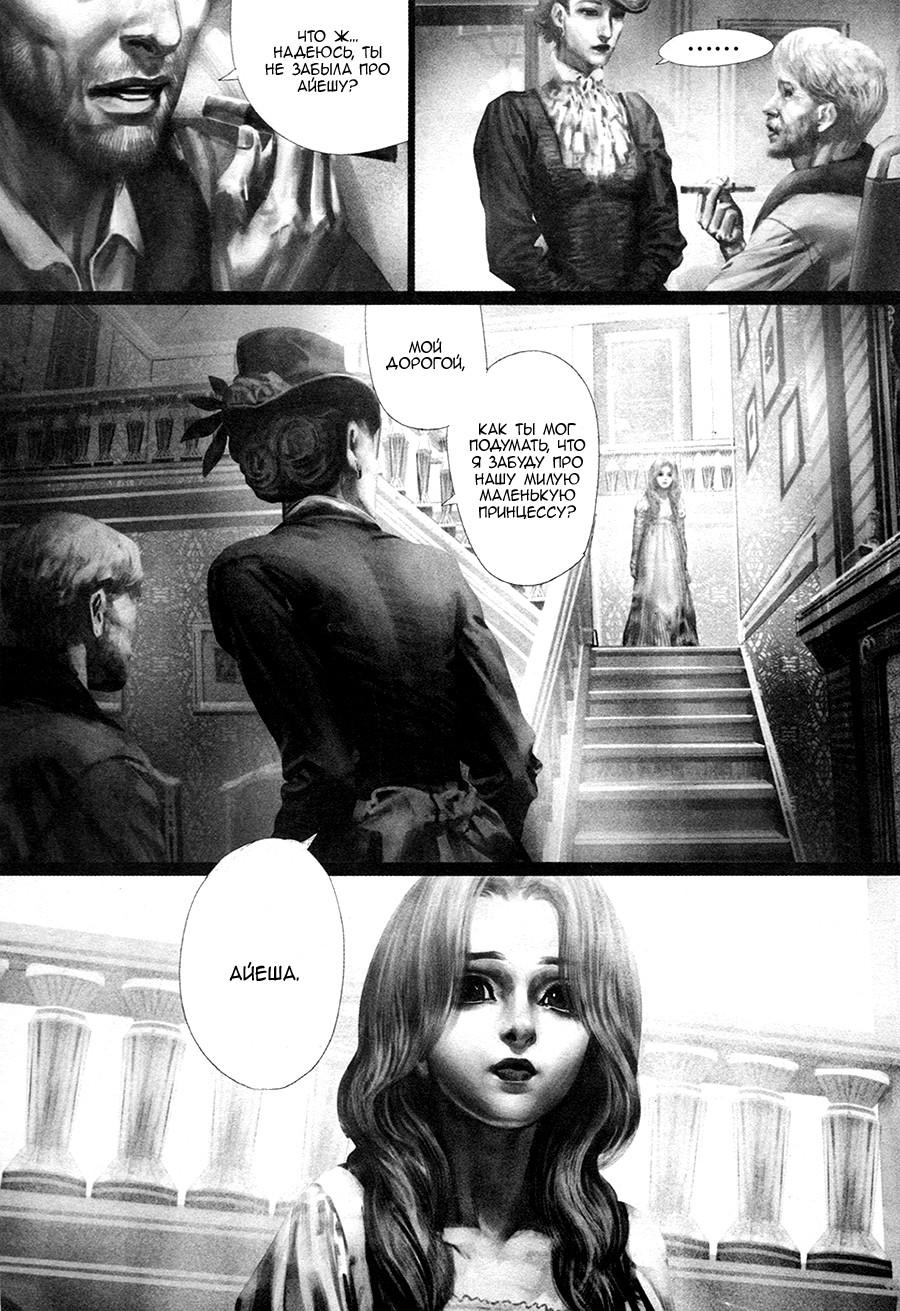 ЧТО Ж...
НАДЕЮСЬ, ТЫ
НЕ ЗАБЫЛА ПРО
АЙЕШУ?
......
МОЙ
ДОРОГОЙ,
КАК ТЫ МОГ
ПОДУМАТЬ, ЧТО
Я ЗАБУДУ ПРО
НАШУ МИЛУЮ
МАЛЕНЬКУЮ
ПРИНЦЕССУ?
АЙЕША.